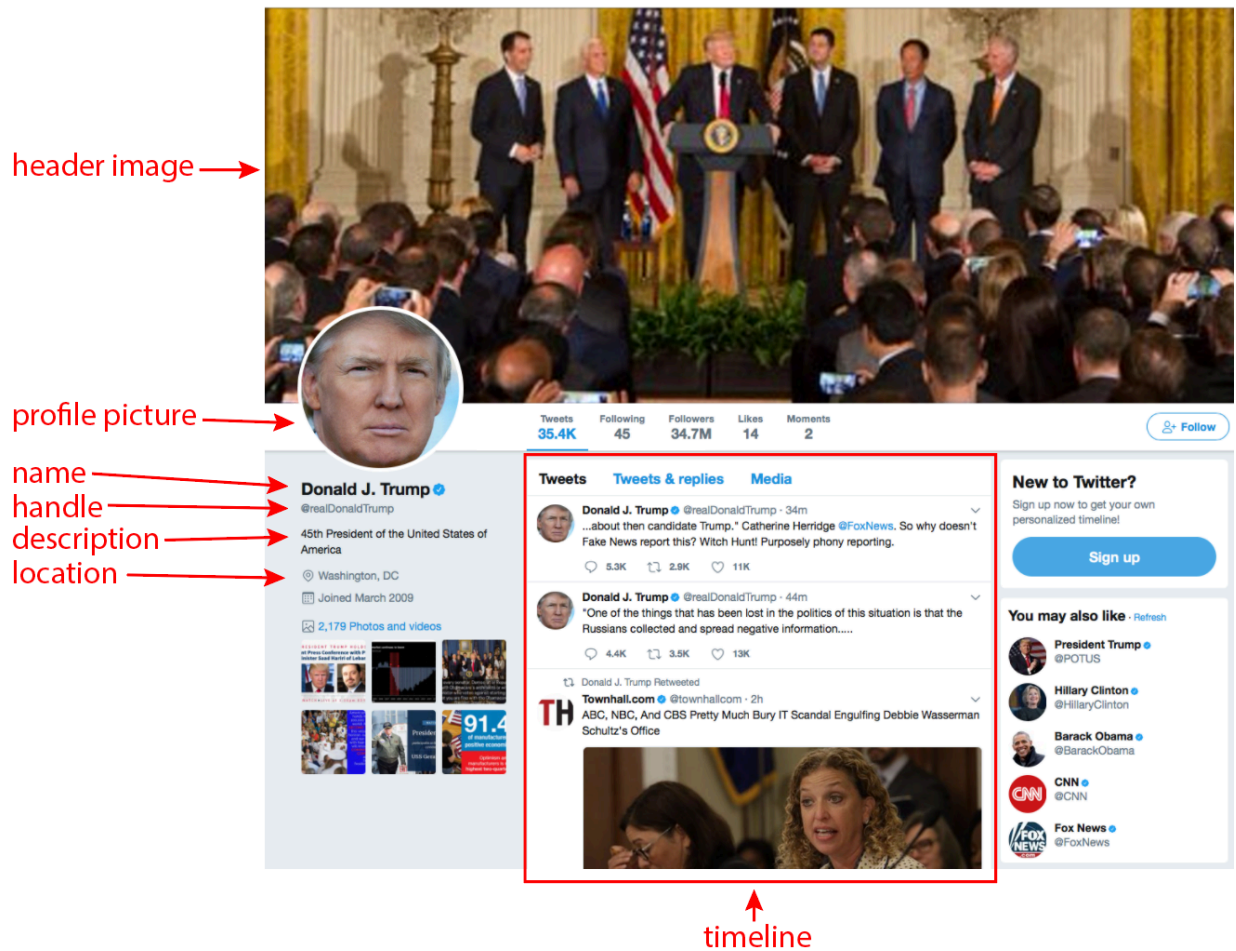 header image
profile picture
Tweets Following Followers Likes Moments
35.4K 45 34.7M 14 2
Follow
name
handle
description
location
Donald J. Trump
@realDonaldTrump
45th President of the United States of
America
Washington, DC
Joined March 2009
2,179 Photos and videos
91.4
Tweets Tweets & replies Media
Donald J. Trump @realDonaldTrump · 34m
...about then candidate Trump." Catherine Herridge @FoxNews. So why doesn't
Fake News report this? Witch Hunt! Purposely phony reporting.
5.3K 2.9K 11K
Donald J. Trump @realDonaldTrump · 44m
"One of the things that has been lost in the politics of this situation is that the
Russians collected and spread negative information.....
4.4K 3.5K 13K
Donald J. Trump Retweeted
TH
Townhall.com @townhallcom · 2h
ABC, NBC, And CBS Pretty Much Bury IT Scandal Engulfing Debbie Wasserman
Schultz's Office
New to Twitter?
Sign up now to get your own
personalized timeline!
Sign up
You may also like · Refresh
President Trump
@POTUS
Hillary Clinton
@HillaryClinton
Barack Obama
@BarackObama
CNN
CNN
@CNN
FOX
NEWS
.com
Fox News
@FoxNews
timeline